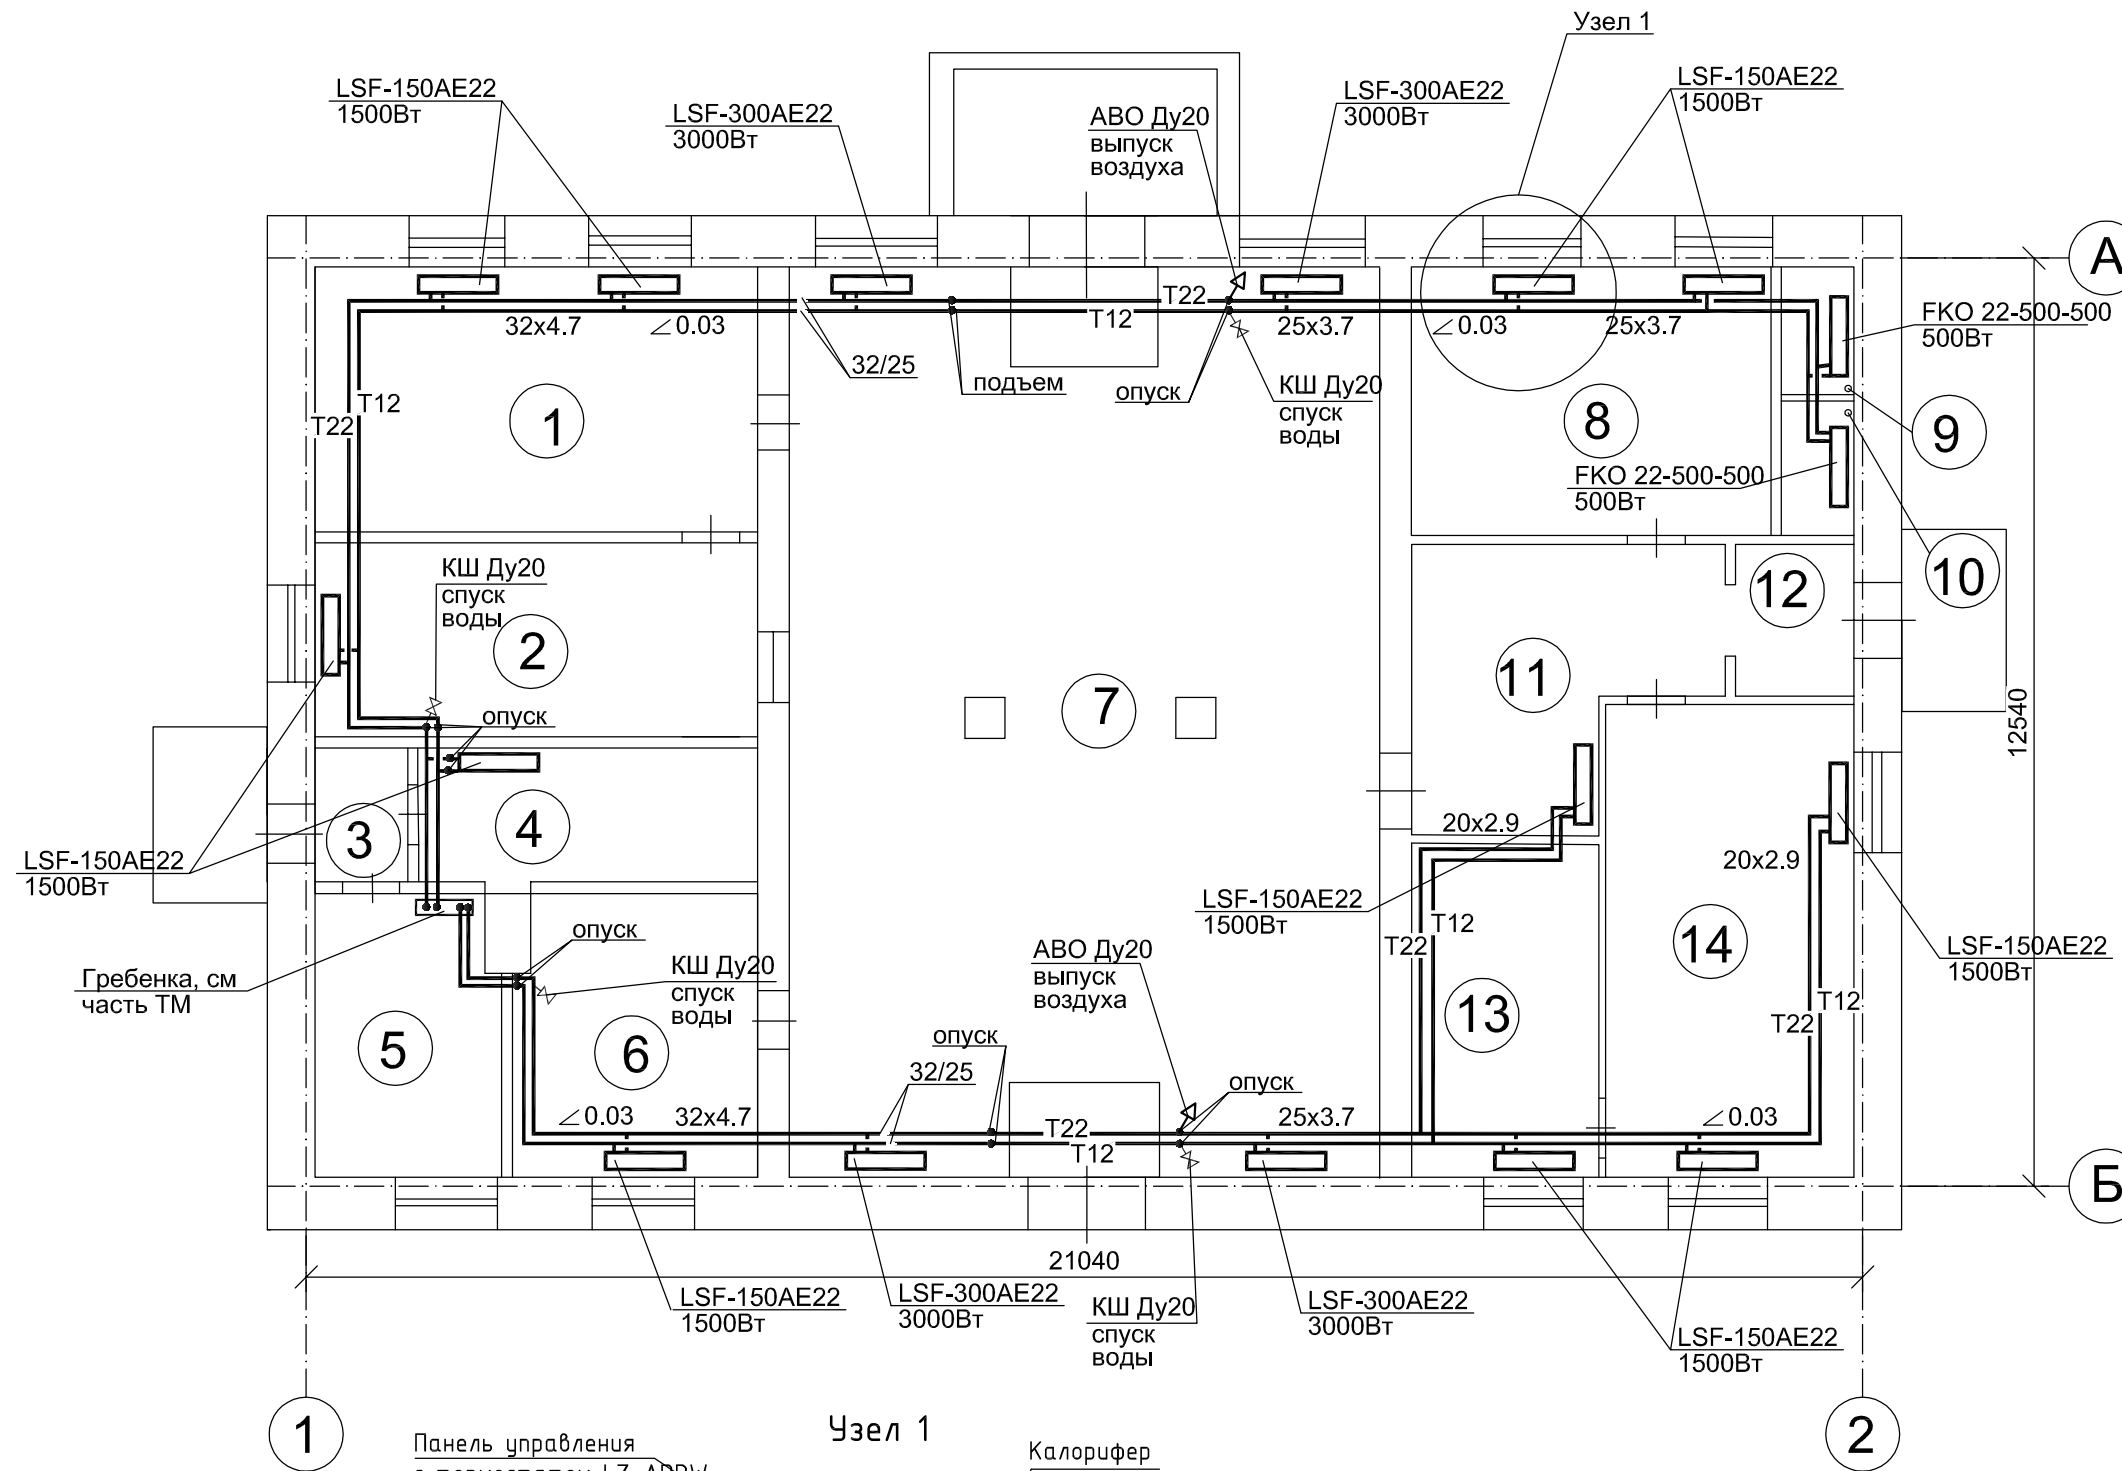 Узел 1
LSF-150AE22
1500Вт
LSF-300AE22
3000Вт
АВО Ду20
выпуск
воздуха
LSF-300AE22
3000Вт
LSF-150AE22
1500Вт
А
T22
T12
32x4.7
∠0.03
25x3.7
∠0.03
25x3.7
FKO 22-500-500
500Вт
32/25
подъем
опуск
КШ Ду20
спуск
воды
T12
T22
1
8
9
FKO 22-500-500
500Вт
КШ Ду20
спуск
воды
2
12
10
11
7
опуск
12540
3
4
20x2.9
20x2.9
LSF-150AE22
1500Вт
LSF-150AE22
1500Вт
T12
T22
14
LSF-150AE22
1500Вт
опуск
КШ Ду20
спуск
воды
АВО Ду20
выпуск
воздуха
Гребенка, см
часть ТМ
13
T12
T22
5
6
опуск
32/25
опуск
∠0.03
32x4.7
T22
T12
25x3.7
∠0.03
Б
21040
LSF-150AE22
1500Вт
LSF-300AE22
3000Вт
КШ Ду20
спуск
воды
LSF-300AE22
3000Вт
LSF-150AE22
1500Вт
1
2
Узел 1
Панель управления
Калорифер